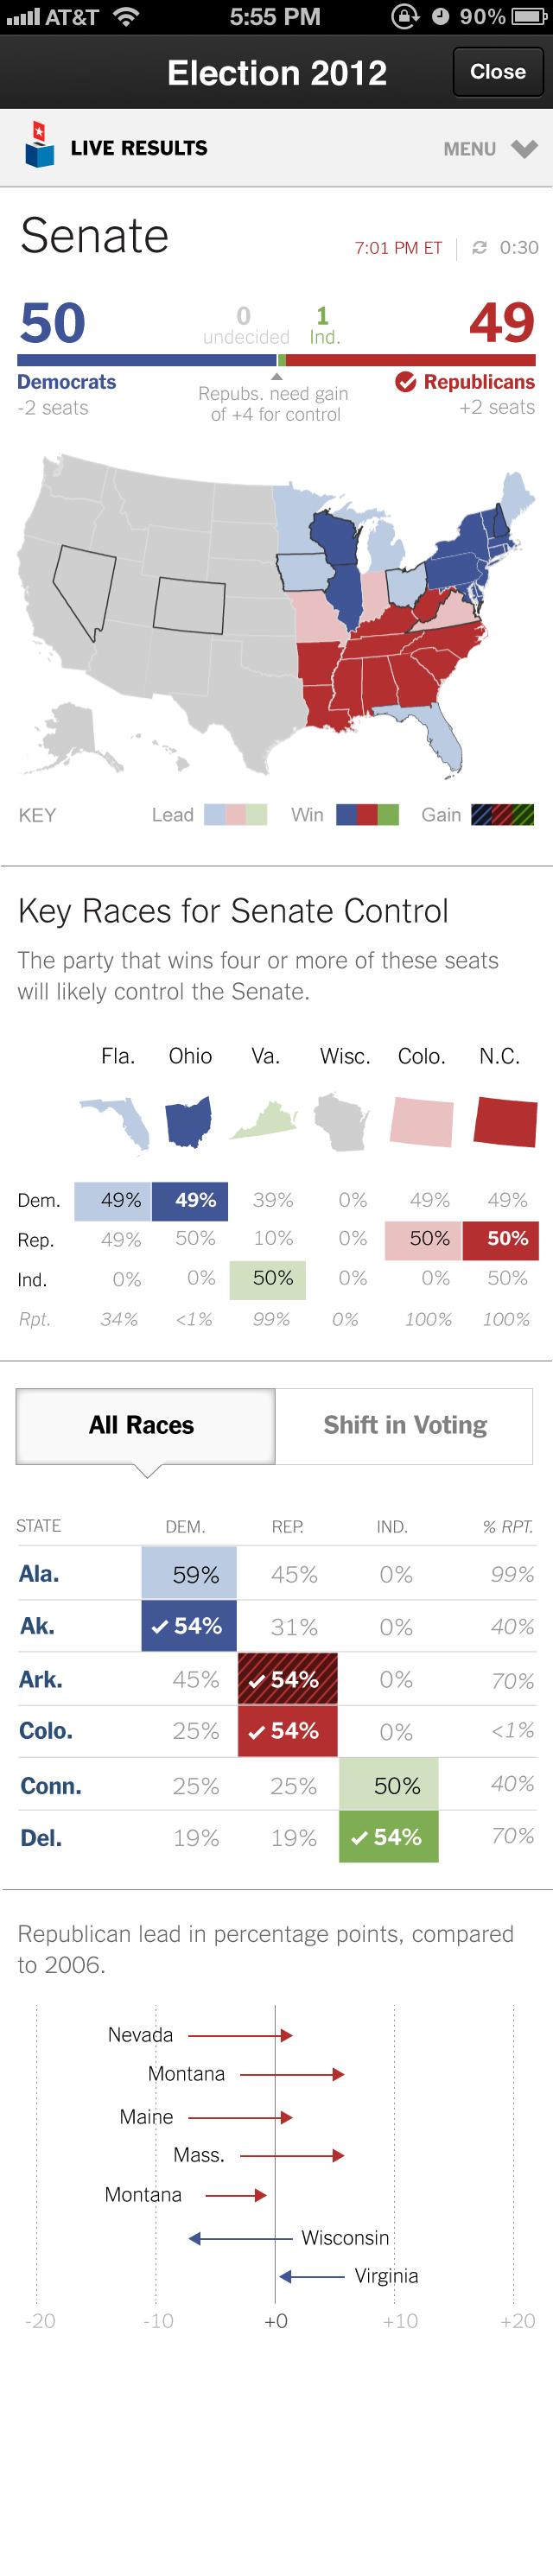 AT&T 5:55 PM 90%
Election 2012 Close
LIVE RESULTS MENU
Senate 7:01 PM ET 0:30
50 0 1 49
undecided Ind.
Democrats Repubs. need gain Republicans
-2 seats of +4 for control +2 seats
KEY Lead Win Gain
Key Races for Senate Control
The party that wins four or more of these seats
will likely control the Senate.
Fla. Ohio Va. Wisc. Colo. N.C.
Dem. 49% 49% 39% 0% 49% 49%
Rep. 49% 50% 10% 0% 50% 50%
Ind. 0% 0% 50% 0% 0% 50%
Rpt. 34% <1% 99% 0% 100% 100%
All Races Shift in Voting
STATE DEM. REP. IND. % RPT.
Ala. 59% 45% 0% 99%
Ak. 54% 31% 0% 40%
Ark. 45% 54% 0% 70%
Colo. 25% 54% 0% <1%
Conn. 25% 25% 50% 40%
Del. 19% 19% 54% 70%
Republican lead in percentage points, compared
to 2006.
Nevada
Montana
Maine
Mass.
Montana
Wisconsin
Virginia
-20 -10 +0 +10 +20